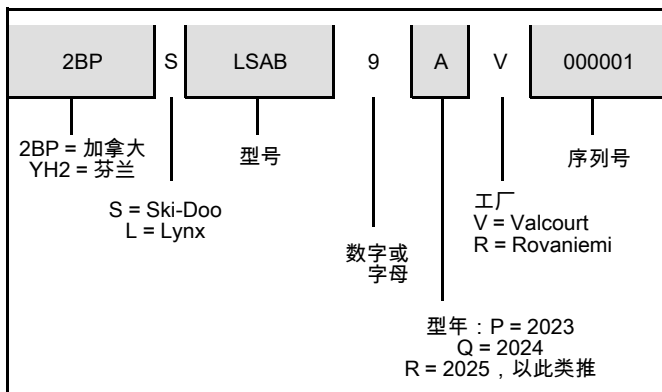 2BP S LSAB 9 A V 000001
2BP = 加拿大
YH2 = 芬兰
型号
序列号
S = Ski-Doo
L = Lynx
工厂
V = Valcourt
R = Rovaniemi
数字或
字母
型年：P = 2023
Q = 2024
R = 2025，以此类推